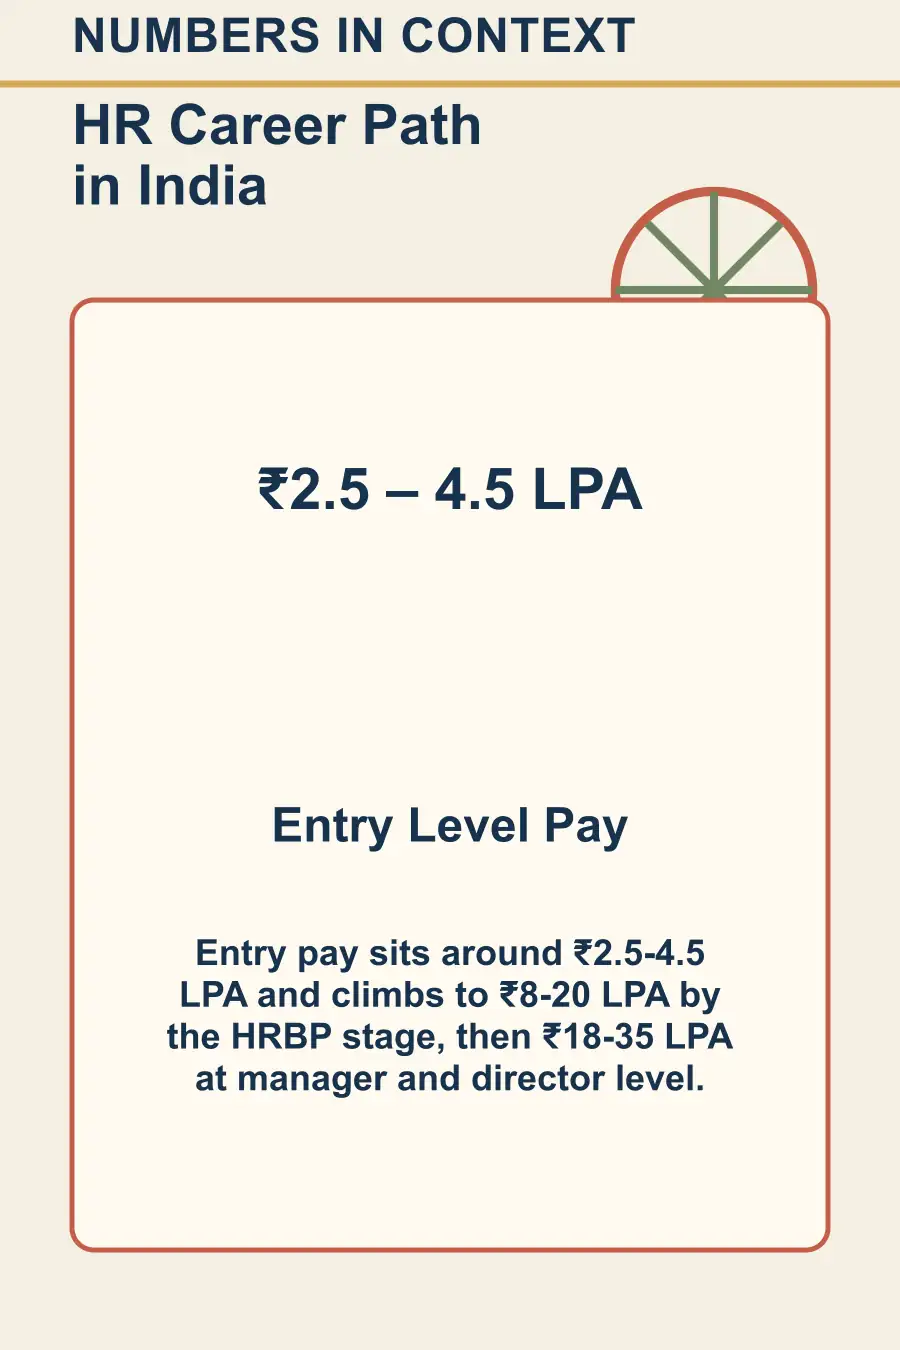 NUMBERS IN CONTEXT
HR Career Path
in India
₹2.5 – 4.5 LPA
Entry Level Pay
Entry pay sits around ₹2.5-4.5
LPA and climbs to ₹8-20 LPA by
the HRBP stage, then ₹18-35 LPA
at manager and director level.